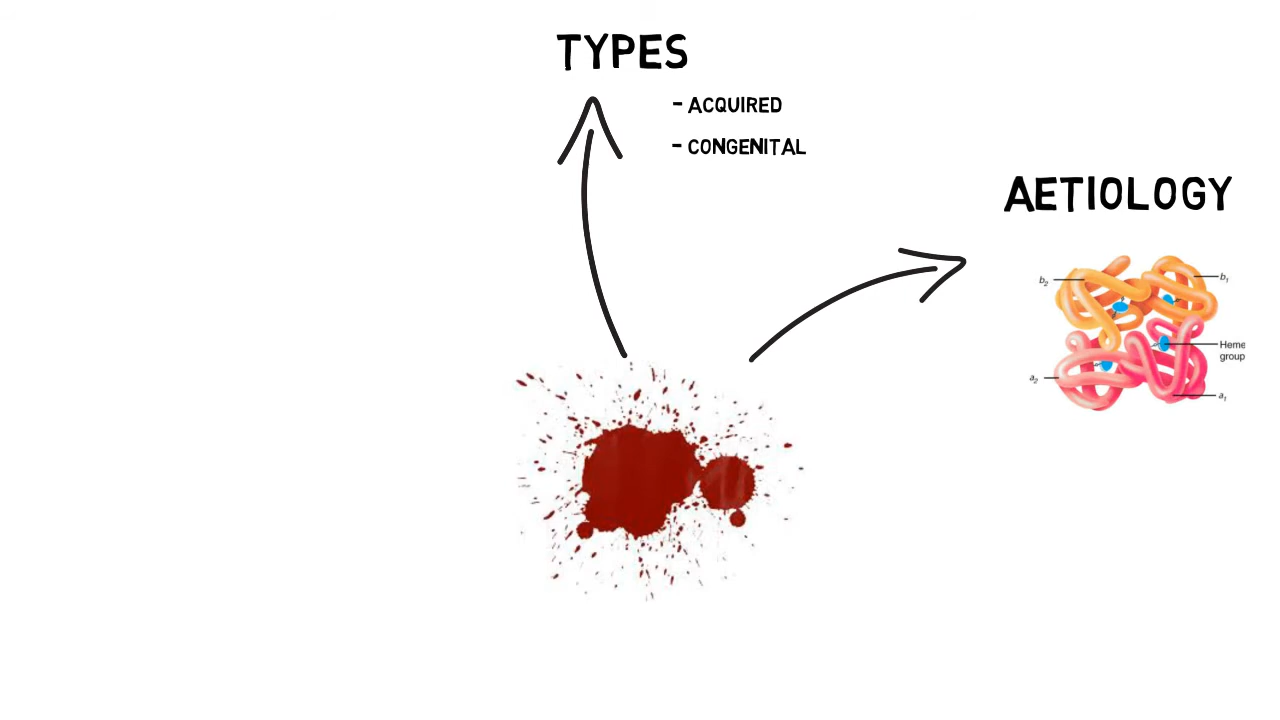 TYPES
- ACQUIRED
- CONGENITAL
AETIOLOGY
b2
b1
Heme
group
a2
a1